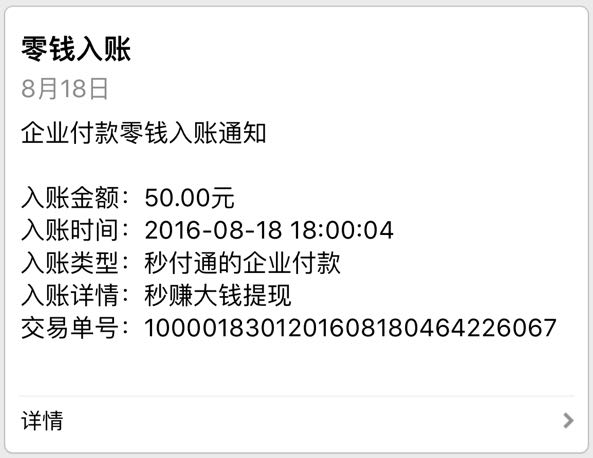 零钱入账
8月18日
企业付款零钱入账通知
入账金额：50.00元
入账时间：2016-08-18 18:00:04
入账类型：秒付通的企业付款
入账详情：秒赚大钱提现
交易单号：1000018301201608180464226067
详情